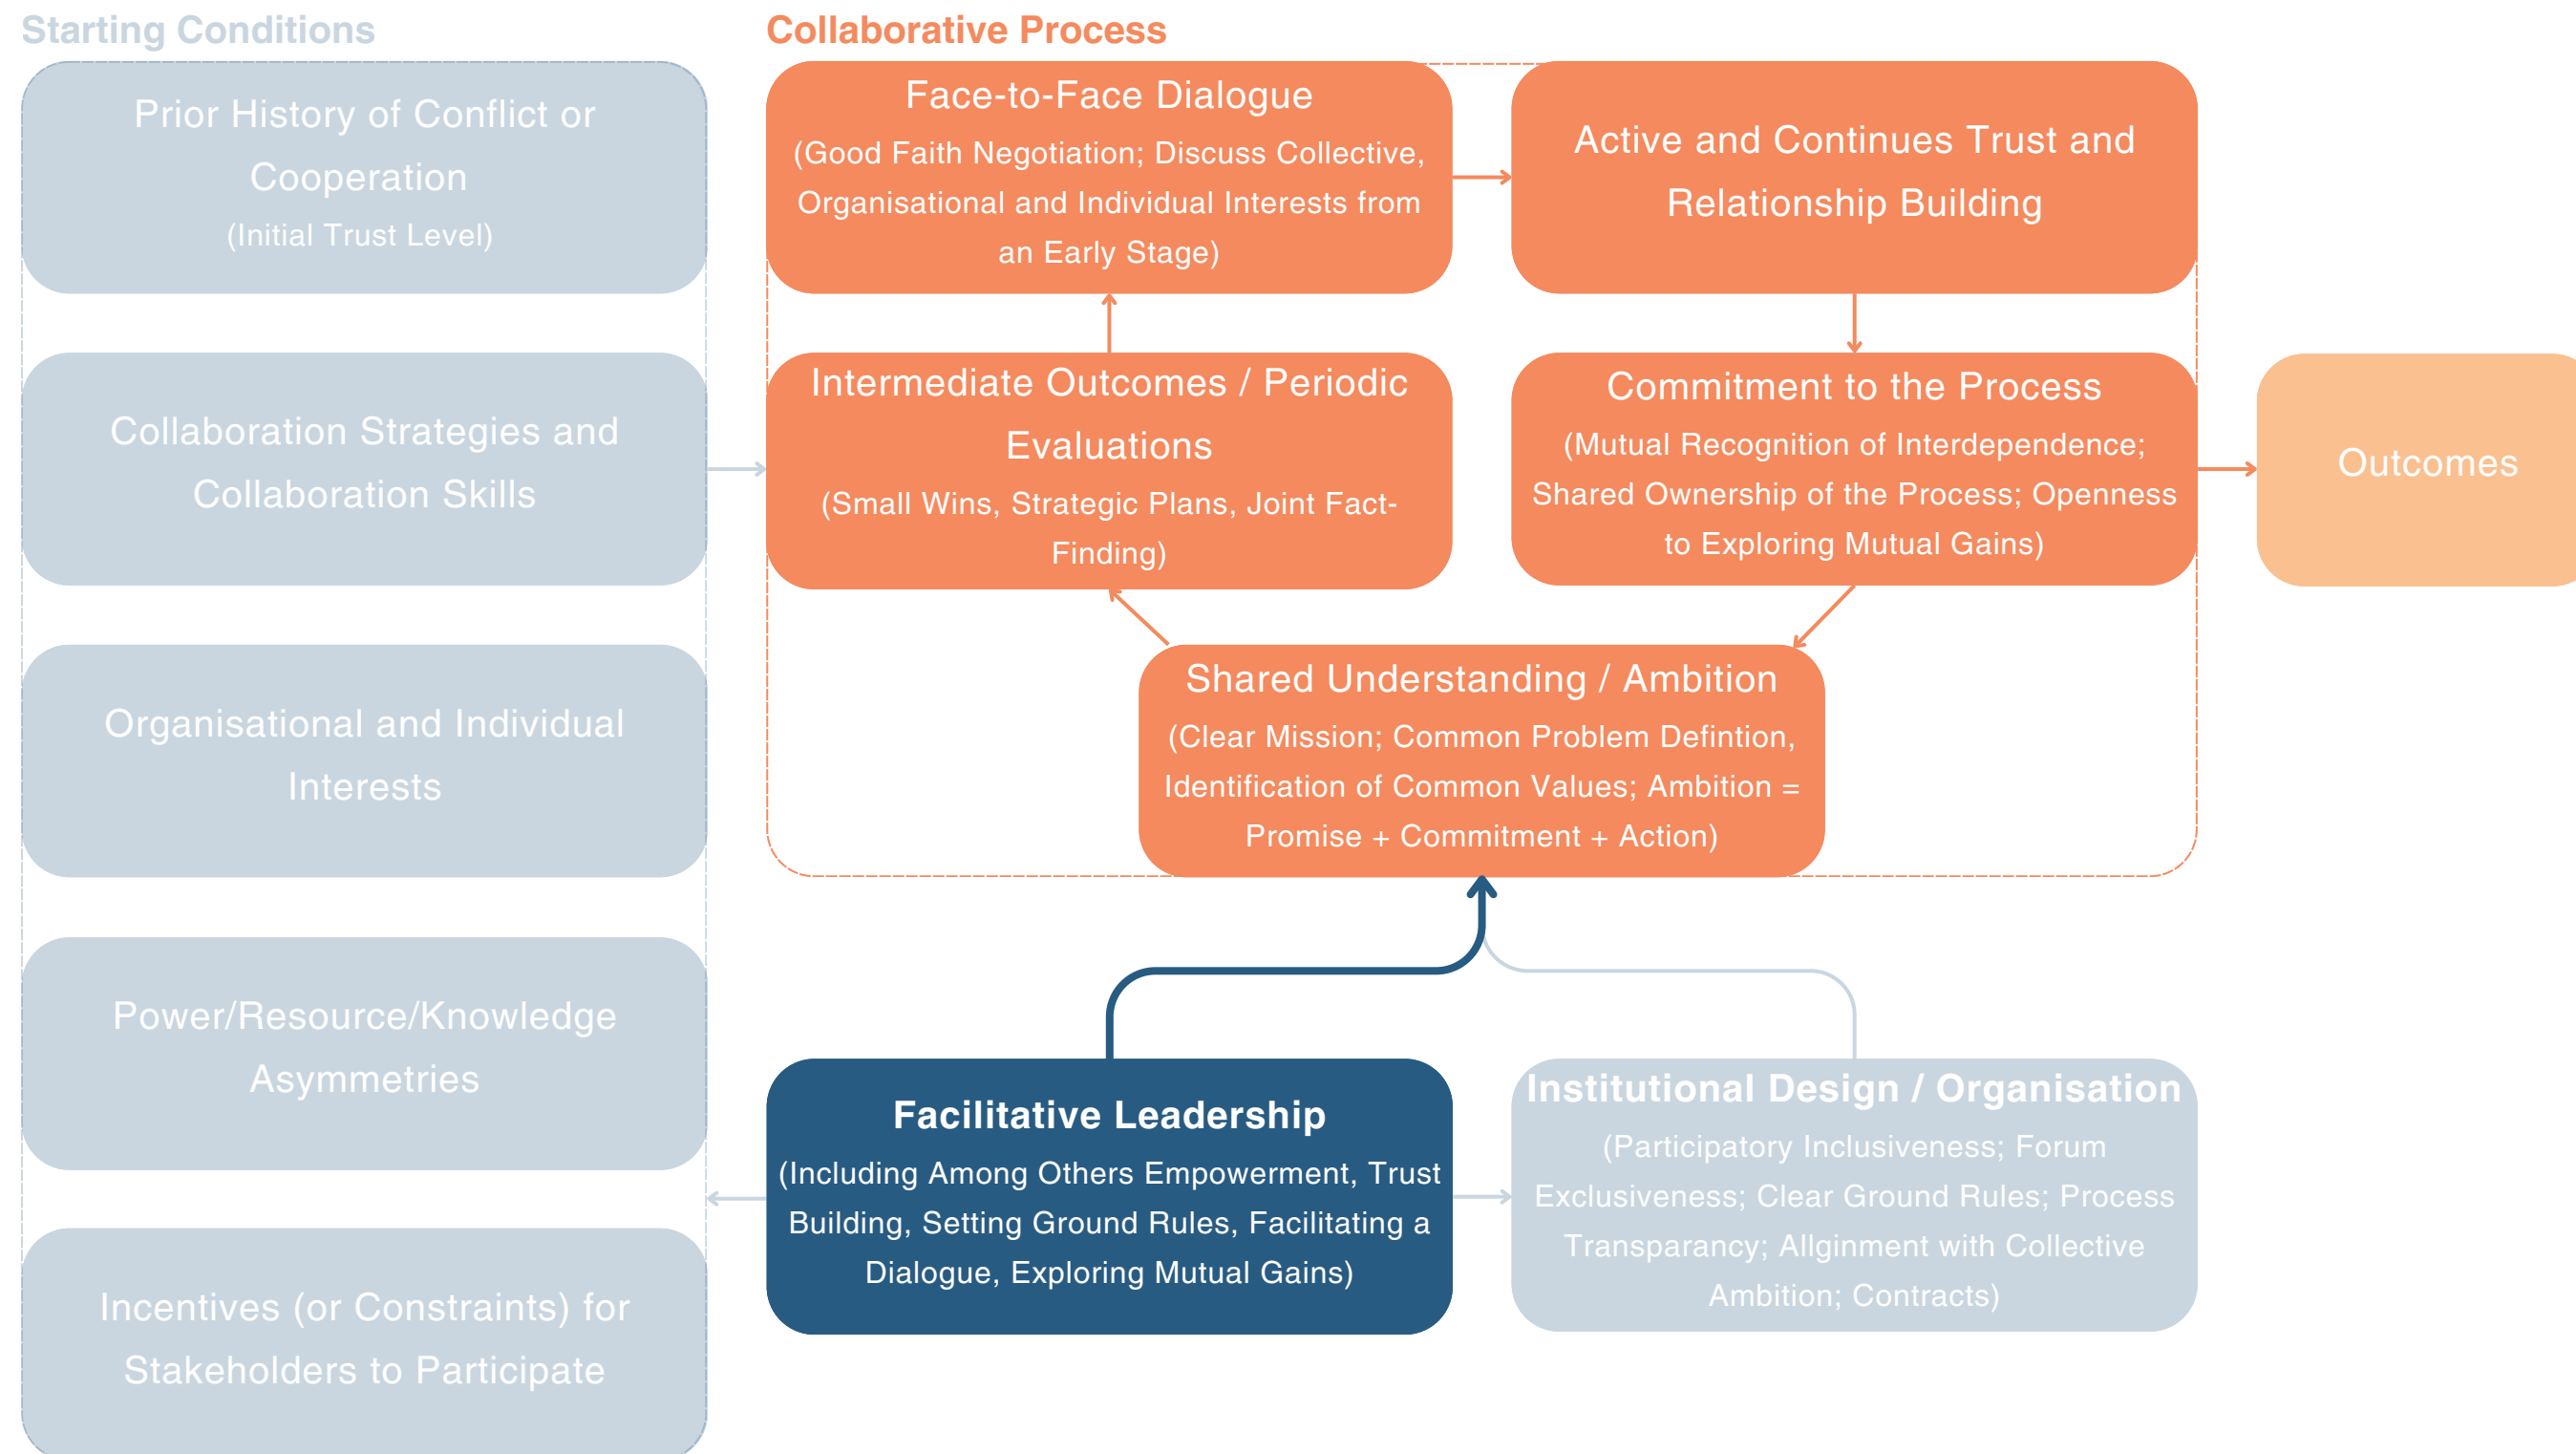 Starting Conditions
Prior History of Conflict or
Cooperation
(Initial Trust Level)
Collaboration Strategies and
Collaboration Skills
Organisational and Individual
Interests
Power/Resource/Knowledge
Asymmetries
Incentives (or Constraints) for
Stakeholders to Participate
Collaborative Process
Face-to-Face Dialogue
(Good Faith Negotiation; Discuss Collective,
Organisational and Individual Interests from
an Early Stage)
Active and Continues Trust and
Relationship Building
Intermediate Outcomes / Periodic
Evaluations
(Small Wins, Strategic Plans, Joint Fact-
Finding)
Commitment to the Process
(Mutual Recognition of Interdependence;
Shared Ownership of the Process; Openness
to Exploring Mutual Gains)
Shared Understanding / Ambition
(Clear Mission; Common Problem Defintion,
Identification of Common Values; Ambition =
Promise + Commitment + Action)
Outcomes
Facilitative Leadership
(Including Among Others Empowerment, Trust
Building, Setting Ground Rules, Facilitating a
Dialogue, Exploring Mutual Gains)
Institutional Design / Organisation
(Participatory Inclusiveness; Forum
Exclusiveness; Clear Ground Rules; Process
Transparancy; Allginment with Collective
Ambition; Contracts)